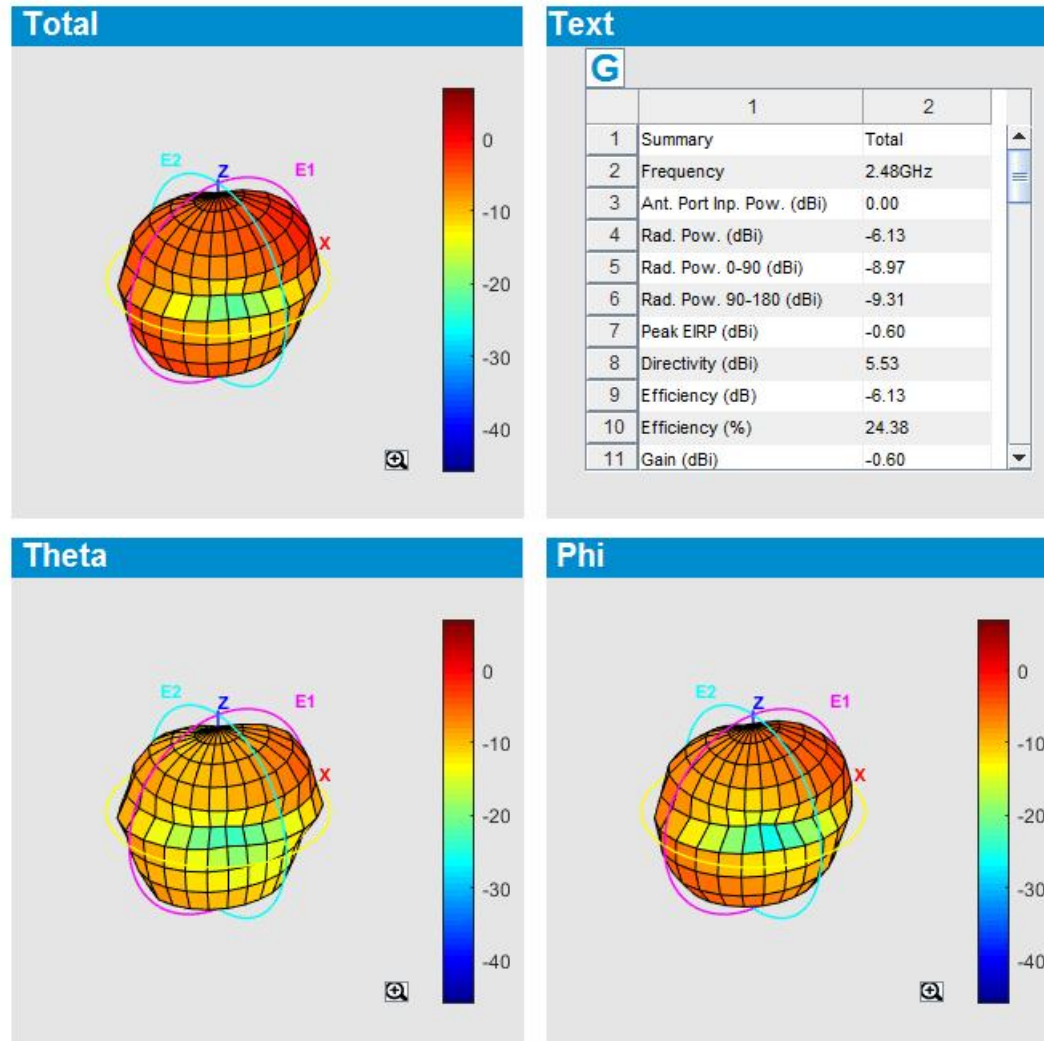 Total
0
-10
-20
-30
-40
E2
Z
E1
X
Text
G
1 2
1 Summary Total
2 Frequency 2.48GHz
3 Ant. Port Inp. Pow. (dBi) 0.00
4 Rad. Pow. (dBi) -6.13
5 Rad. Pow. 0-90 (dBi) -8.97
6 Rad. Pow. 90-180 (dBi) -9.31
7 Peak EIRP (dBi) -0.60
8 Directivity (dBi) 5.53
9 Efficiency (dB) -6.13
10 Efficiency (%) 24.38
11 Gain (dBi) -0.60
Theta
0
-10
-20
-30
-40
E2
Z
E1
X
Phi
0
-10
-20
-30
-40
E2
Z
E1
X